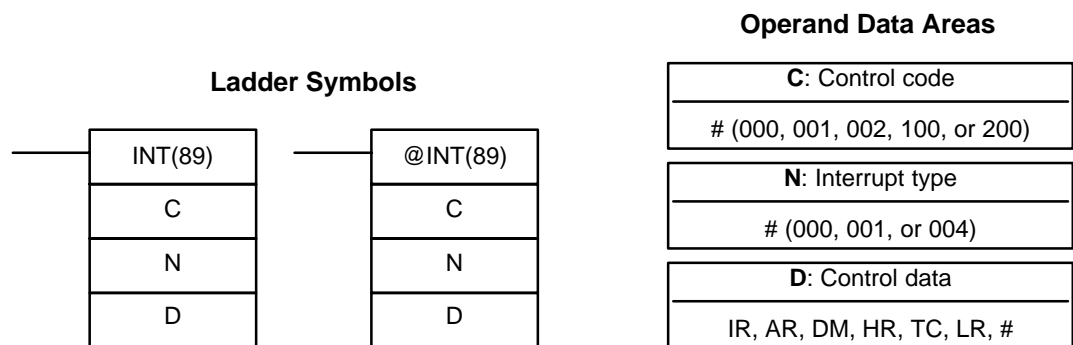 Ladder Symbols
INT(89)
C
N
D
@INT(89)
C
N
D
Operand Data Areas
C: Control code
# (000, 001, 002, 100, or 200)
N: Interrupt type
# (000, 001, or 004)
D: Control data
IR, AR, DM, HR, TC, LR, #